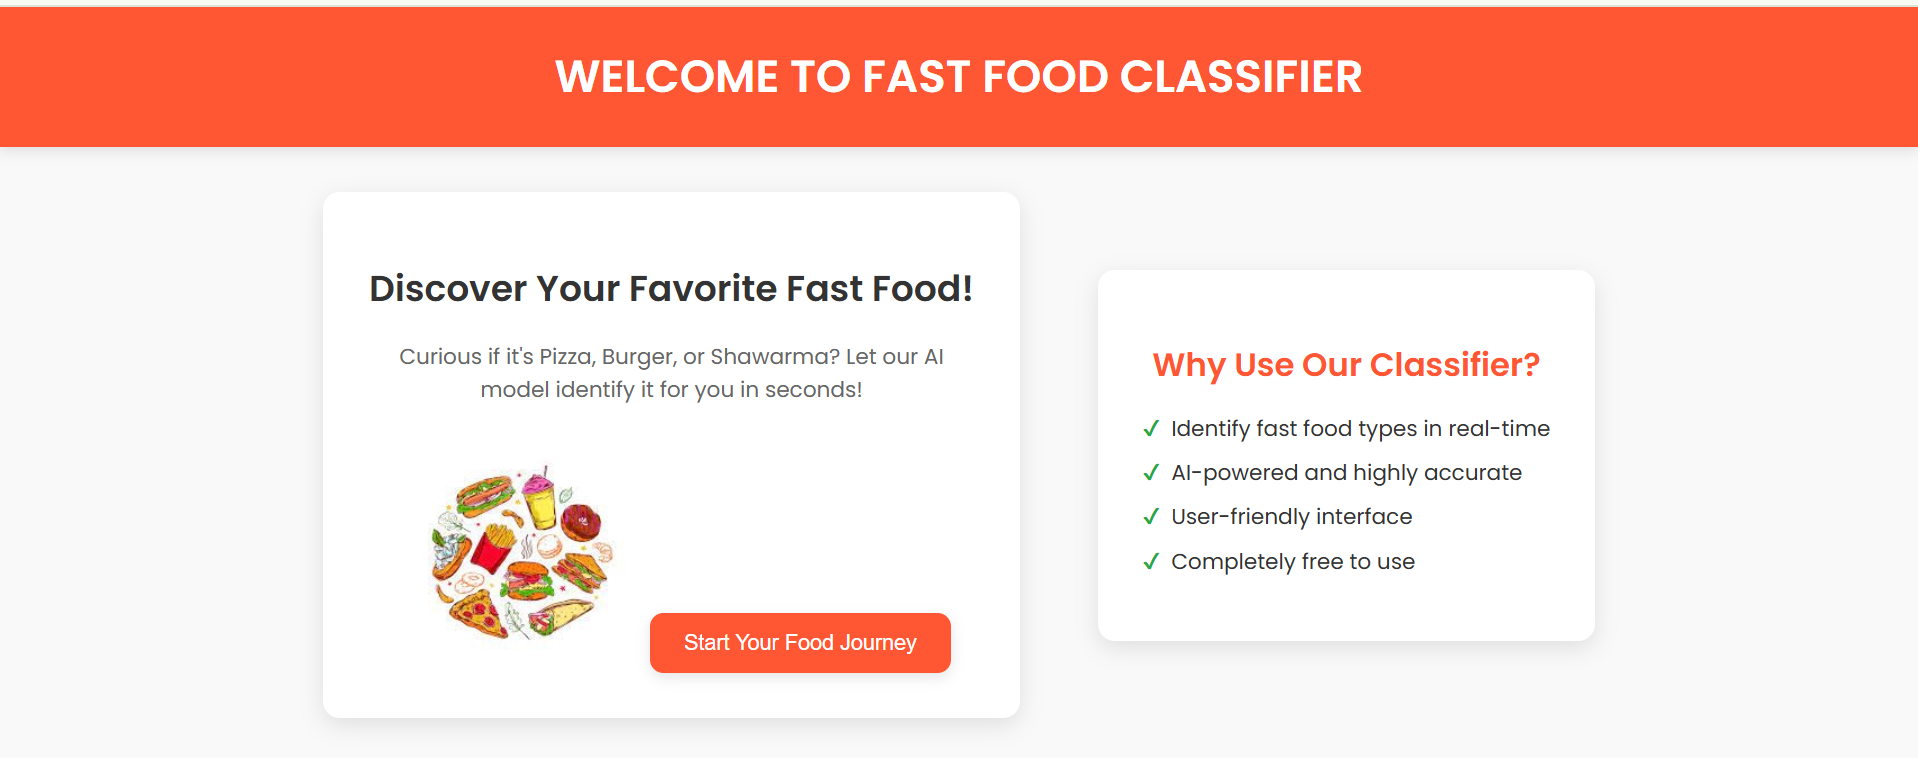 WELCOME TO FAST FOOD CLASSIFIER
Discover Your Favorite Fast Food!
Curious if it's Pizza, Burger, or Shawarma? Let our AI
model identify it for you in seconds!
Start Your Food Journey
Why Use Our Classifier?
✓ Identify fast food types in real-time
✓ AI-powered and highly accurate
✓ User-friendly interface
✓ Completely free to use